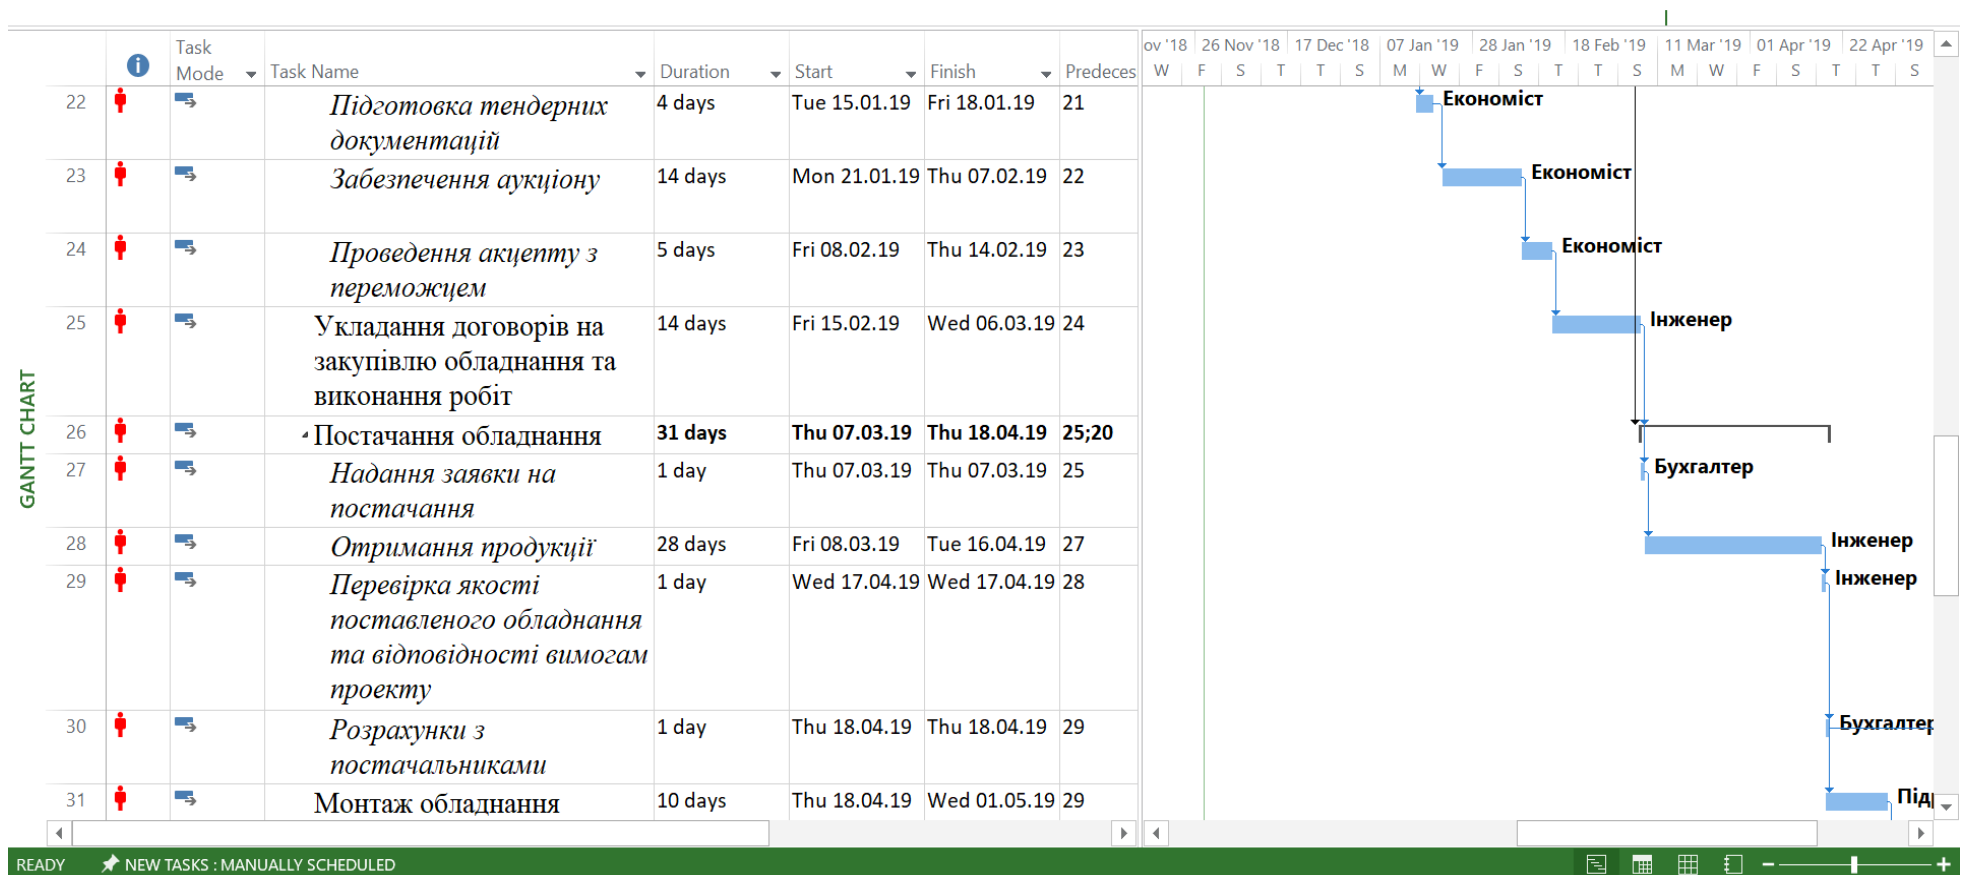 ov '18 26 Nov '18 17 Dec '18 07 Jan '19 28 Jan '19 18 Feb '19 11 Mar '19 01 Apr '19 22 Apr '19
Task Mode Task Name Duration Start Finish Predeces W F S T T S M W F S T T S M W F S T T S
22 Підготовка тендерних 4 days Tue 15.01.19 Fri 18.01.19 21 Економіст
документацій
23 Забезпечення аукціону 14 days Mon 21.01.19 Thu 07.02.19 22 Економіст
24 Проведення акцепту з 5 days Fri 08.02.19 Thu 14.02.19 23 Економіст
переможцем
25 Укладання договорів на 14 days Fri 15.02.19 Wed 06.03.19 24 Інженер
закупівлю обладнання та
виконання робіт
26 Постачання обладнання 31 days Thu 07.03.19 Thu 18.04.19 25;20
27 Надання заявки на 1 day Thu 07.03.19 Thu 07.03.19 25 Бухгалтер
постачання
28 Отримання продукції 28 days Fri 08.03.19 Tue 16.04.19 27 Інженер
29 Перевірка якості 1 day Wed 17.04.19 Wed 17.04.19 28 Інженер
поставленого обладнання
та відповідності вимогам
проекту
30 Розрахунки з 1 day Thu 18.04.19 Thu 18.04.19 29 Бухгалтер
постачальниками
31 Монтаж обладнання 10 days Thu 18.04.19 Wed 01.05.19 29 Підр
GANTT CHART
READY NEW TASKS : MANUALLY SCHEDULED